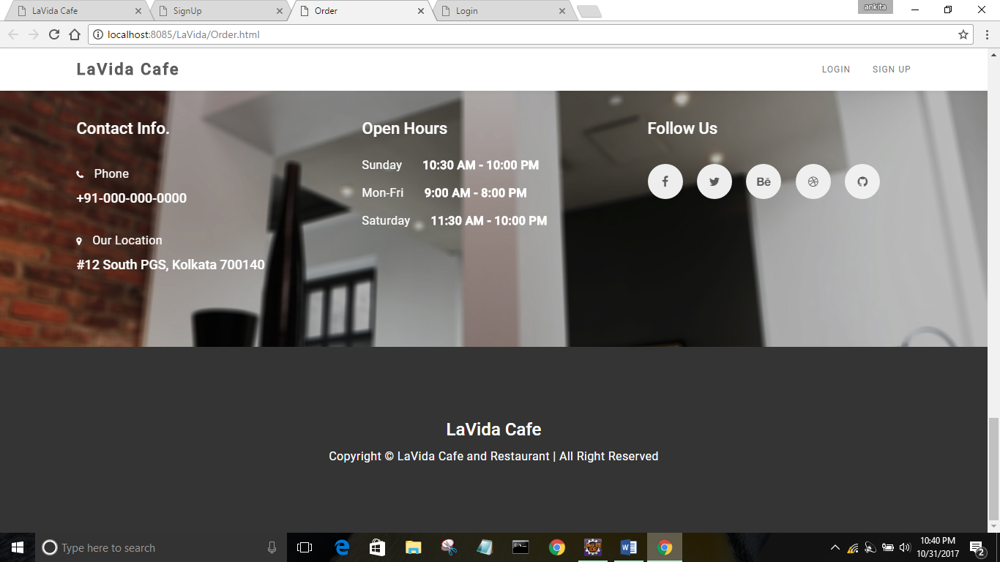 LaVida Cafe
SignUp
Order
Login
ankita
localhost:8085/LaVida/Order.html
LaVida Cafe
LOGIN
SIGN UP
Contact Info.
Phone
+91-000-000-0000
Our Location
#12 South PGS, Kolkata 700140
Open Hours
Sunday 10:30 AM - 10:00 PM
Mon-Fri 9:00 AM - 8:00 PM
Saturday 11:30 AM - 10:00 PM
Follow Us
Bē
LaVida Cafe
Copyright © LaVida Cafe and Restaurant | All Right Reserved
Type here to search
10:40 PM
10/31/2017
2